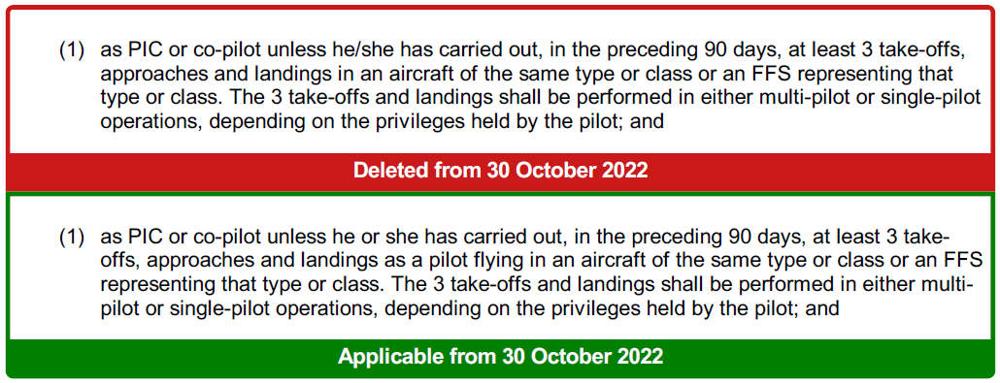 (1) as PIC or co-pilot unless he/she has carried out, in the preceding 90 days, at least 3 take-offs,
approaches and landings in an aircraft of the same type or class or an FFS representing that
type or class. The 3 take-offs and landings shall be performed in either multi-pilot or single-pilot
operations, depending on the privileges held by the pilot; and
Deleted from 30 October 2022
(1) as PIC or co-pilot unless he or she has carried out, in the preceding 90 days, at least 3 take-
offs, approaches and landings as a pilot flying in an aircraft of the same type or class or an FFS
representing that type or class. The 3 take-offs and landings shall be performed in either multi-
pilot or single-pilot operations, depending on the privileges held by the pilot; and
Applicable from 30 October 2022